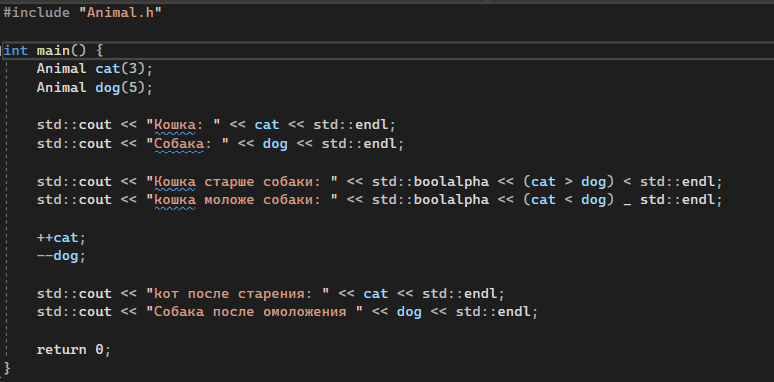 #include "Animal.h"
int main() {
Animal cat(3);
Animal dog(5);
std::cout << "Кошка: " << cat << std::endl;
std::cout << "Собака: " << dog << std::endl;
std::cout << "Кошка старше собаки: " << std::boolalpha << (cat > dog) < std::endl;
std::cout << "кошка моложе собаки: " << std::boolalpha << (cat < dog) _ std::endl;
++cat;
--dog;
std::cout << "кот после старения: " << cat << std::endl;
std::cout << "Собака после омоложения " << dog << std::endl;
return 0;
}